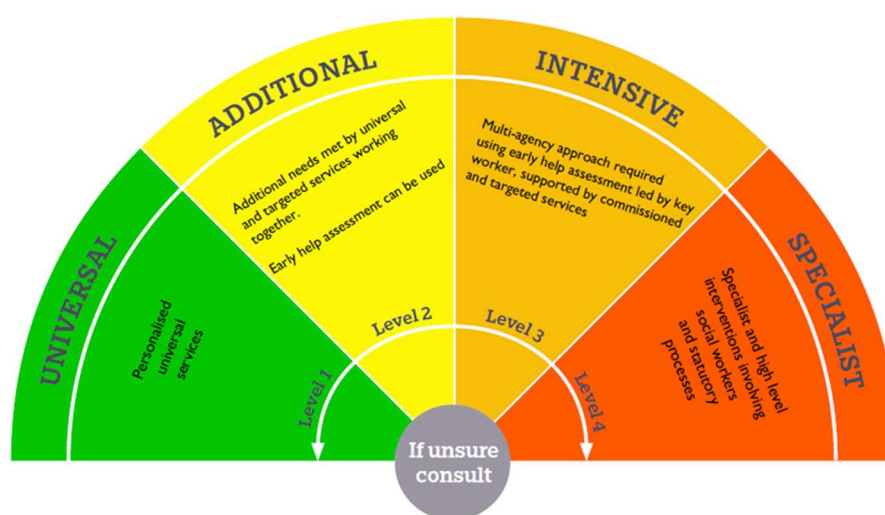 UNIVERSAL
Personalised
universal
services
Level 1
ADDITIONAL
Additional needs met by universal
and targeted services working
together.
Early help assessment can be used
Level 2
INTENSIVE
Multi-agency approach required
using early help assessment led by key
worker, supported by commissioned
and targeted services
Level 3
SPECIALIST
Specialist and high level
interventions involving
social workers
and statutory
processes
Level 4
If unsure
consult